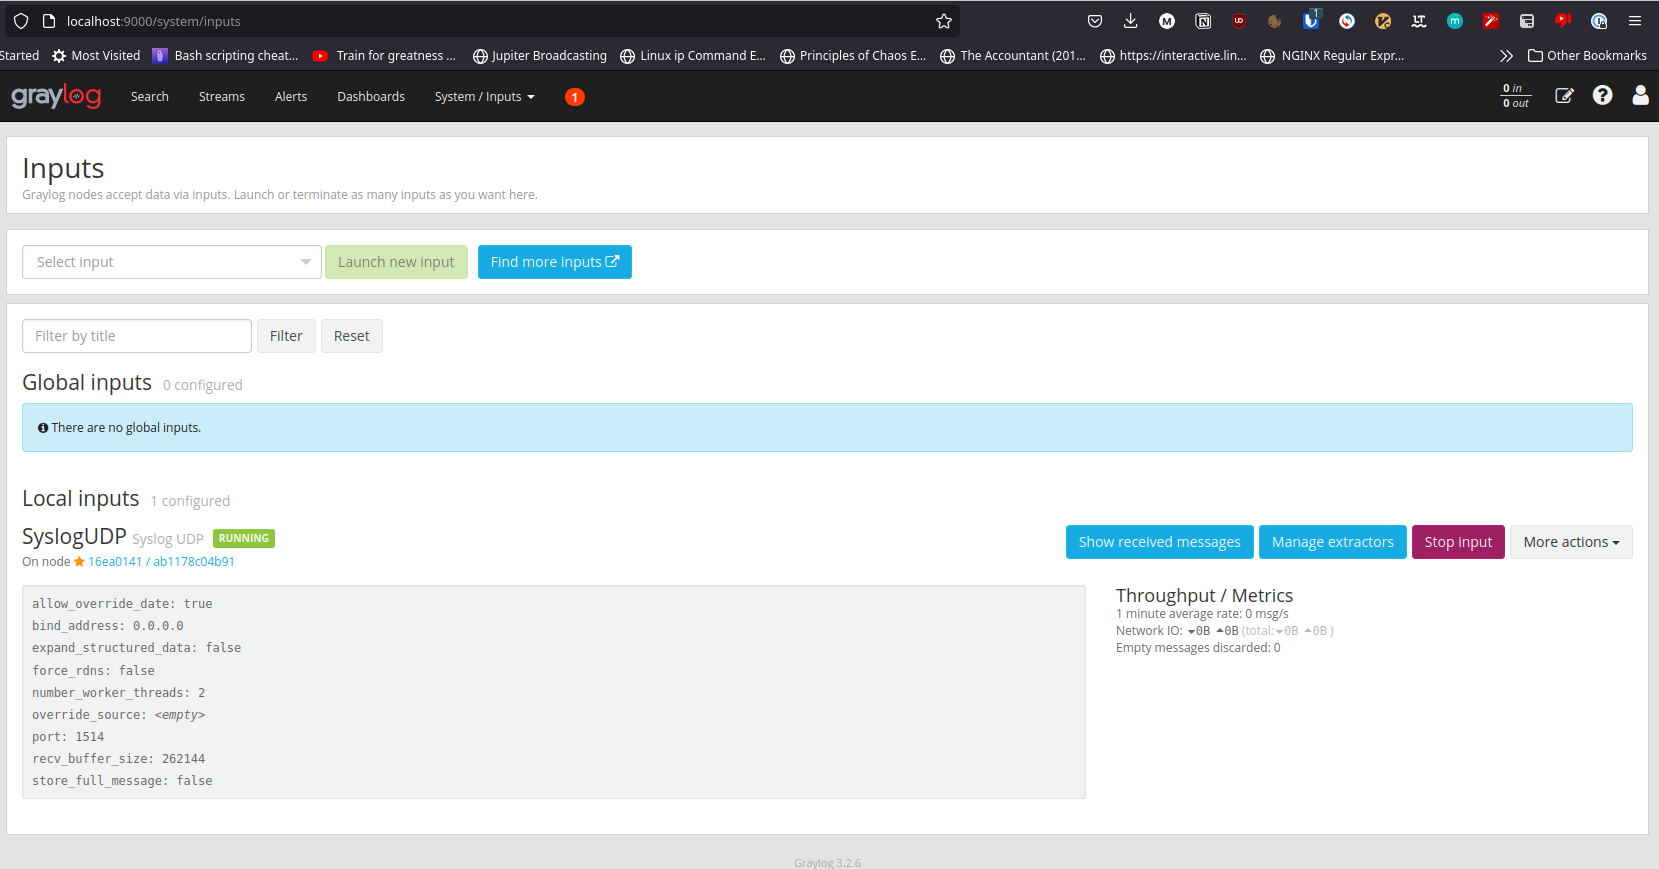 localhost:9000/system/inputs
1
Started Most Visited Bash scripting cheat... Train for greatness ... Jupiter Broadcasting Linux ip Command E... Principles of Chaos E... The Accountant (201... https://interactive.lin... NGINX Regular Expr... Other Bookmarks
graylog Search Streams Alerts Dashboards System / Inputs 1 0 in
0 out
Inputs
Graylog nodes accept data via inputs. Launch or terminate as many inputs as you want here.
Select input Launch new input Find more inputs
Filter by title Filter Reset
Global inputs 0 configured
There are no global inputs.
Local inputs 1 configured
SyslogUDP Syslog UDP RUNNING Show received messages Manage extractors Stop input More actions
On node 16ea0141 / ab1178c04b91
allow_override_date: true
bind_address: 0.0.0.0
expand_structured_data: false
force_rdns: false
number_worker_threads: 2
override_source: <empty>
port: 1514
recv_buffer_size: 262144
store_full_message: false
Throughput / Metrics
1 minute average rate: 0 msg/s
Network IO: 0B 0B (total: 0B 0B )
Empty messages discarded: 0
Graylog 3.2.6